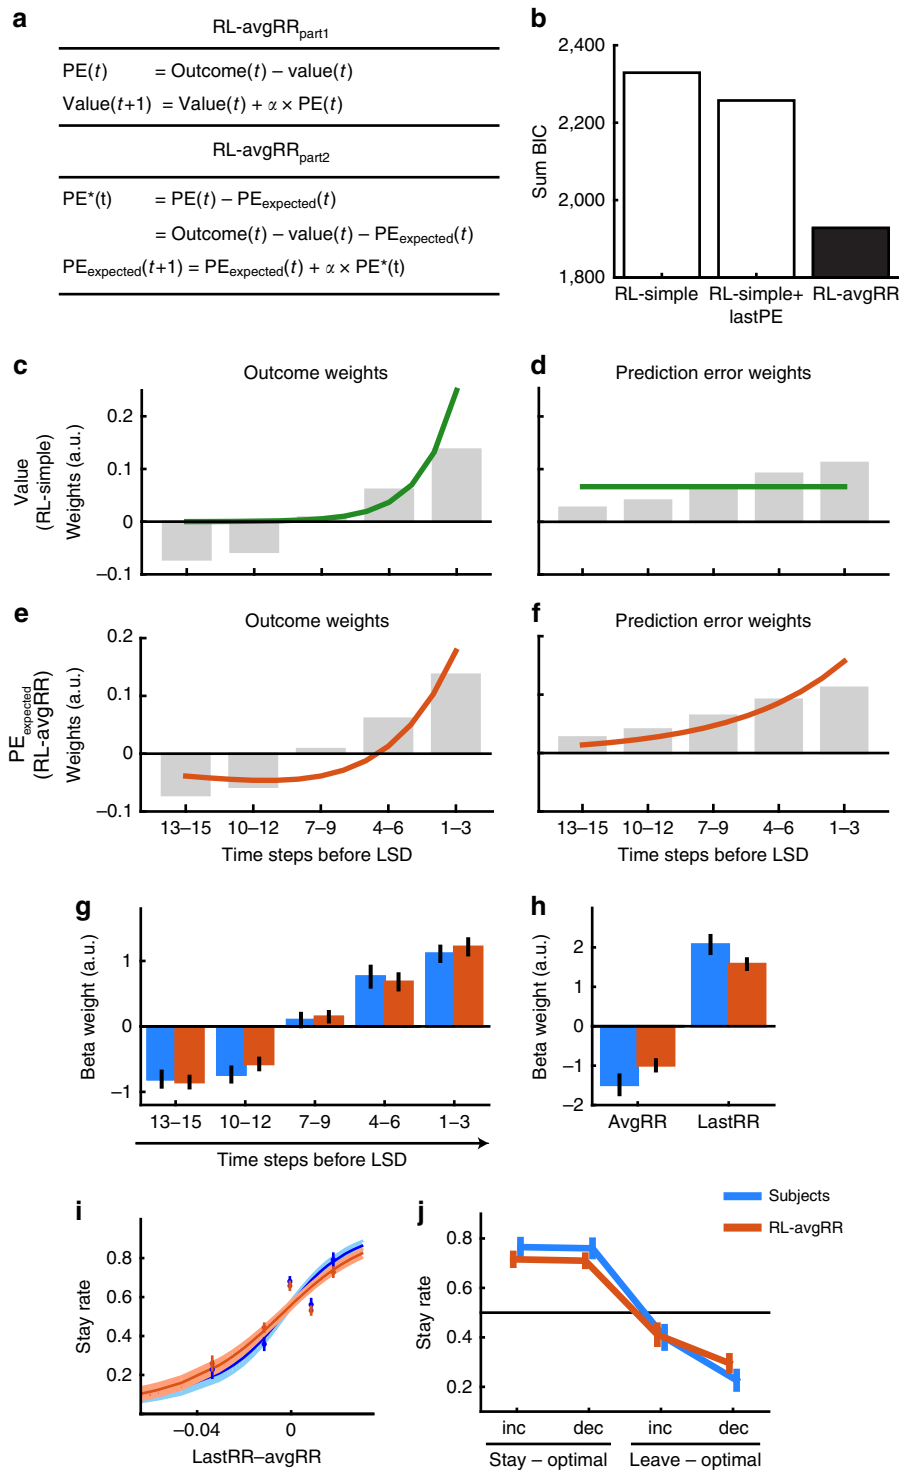 a
RL-avgRRpart1
PE(t) = Outcome(t) – value(t)
Value(t+1) = Value(t) + α × PE(t)
RL-avgRRpart2
PE*(t) = PE(t) – PEexpected(t)
= Outcome(t) – value(t) – PEexpected(t)
PEexpected(t+1) = PEexpected(t) + α × PE*(t)
b
Sum BIC
2,400
2,200
2,000
1,800
RL-simple
RL-simple+
lastPE
RL-avgRR
c
Outcome weights
Value
(RL-simple)
Weights (a.u.)
0.2
0.1
0
–0.1
d
Prediction error weights
e
Outcome weights
PEexpected
(RL-avgRR)
Weights (a.u.)
0.2
0.1
0
–0.1
13–15 10–12 7–9 4–6 1–3
Time steps before LSD
f
Prediction error weights
13–15 10–12 7–9 4–6 1–3
Time steps before LSD
g
Beta weight (a.u.)
1
0
–1
13–15 10–12 7–9 4–6 1–3
Time steps before LSD
h
Beta weight (a.u.)
2
1
0
–1
–2
AvgRR LastRR
i
Stay rate
0.8
0.6
0.4
0.2
–0.04 0
LastRR–avgRR
j
Subjects
RL-avgRR
Stay rate
0.8
0.6
0.4
0.2
inc dec inc dec
Stay – optimal Leave – optimal